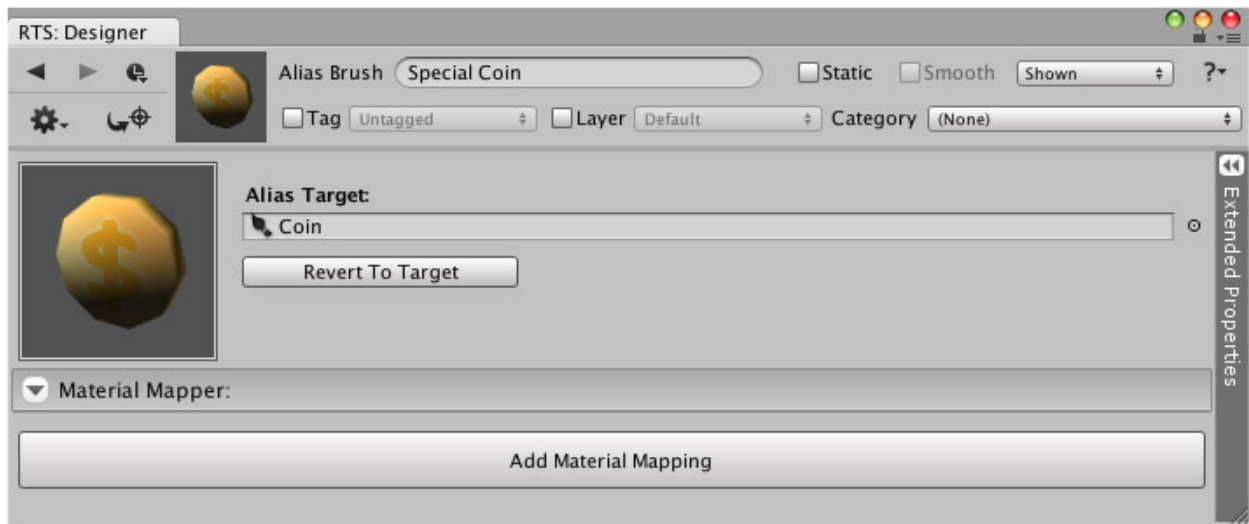 RTS: Designer
Alias Brush Special Coin Static Smooth Shown ?
Tag Untagged Layer Default Category (None)
Alias Target:
Coin
Revert To Target
Extended Properties
Material Mapper:
Add Material Mapping